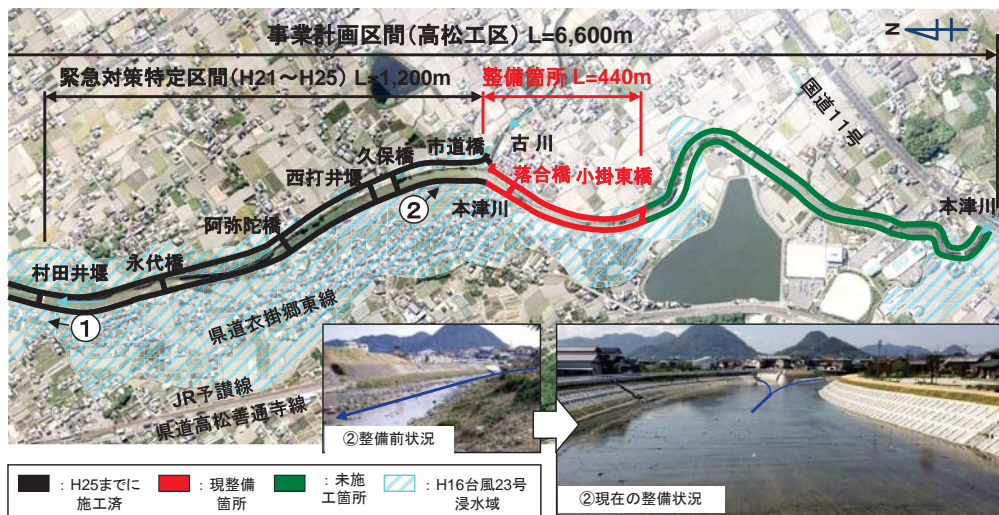 事業計画区間(高松工区) L=6,600m
N
緊急対策特定区間(H21～H25) L=1,200m
整備箇所 L=440m
国道11号
古川
市道橋
久保橋
落合橋
小掛東橋
西打井堰
②
本津川
本津川
阿弥陀橋
永代橋
村田井堰
①
県道衣掛郷東線
JR予讃線
県道高松善通寺線
②整備前状況
②現在の整備状況
：H25までに
施工済
：現整備
箇所
：未施
工箇所
：H16台風23号
浸水域